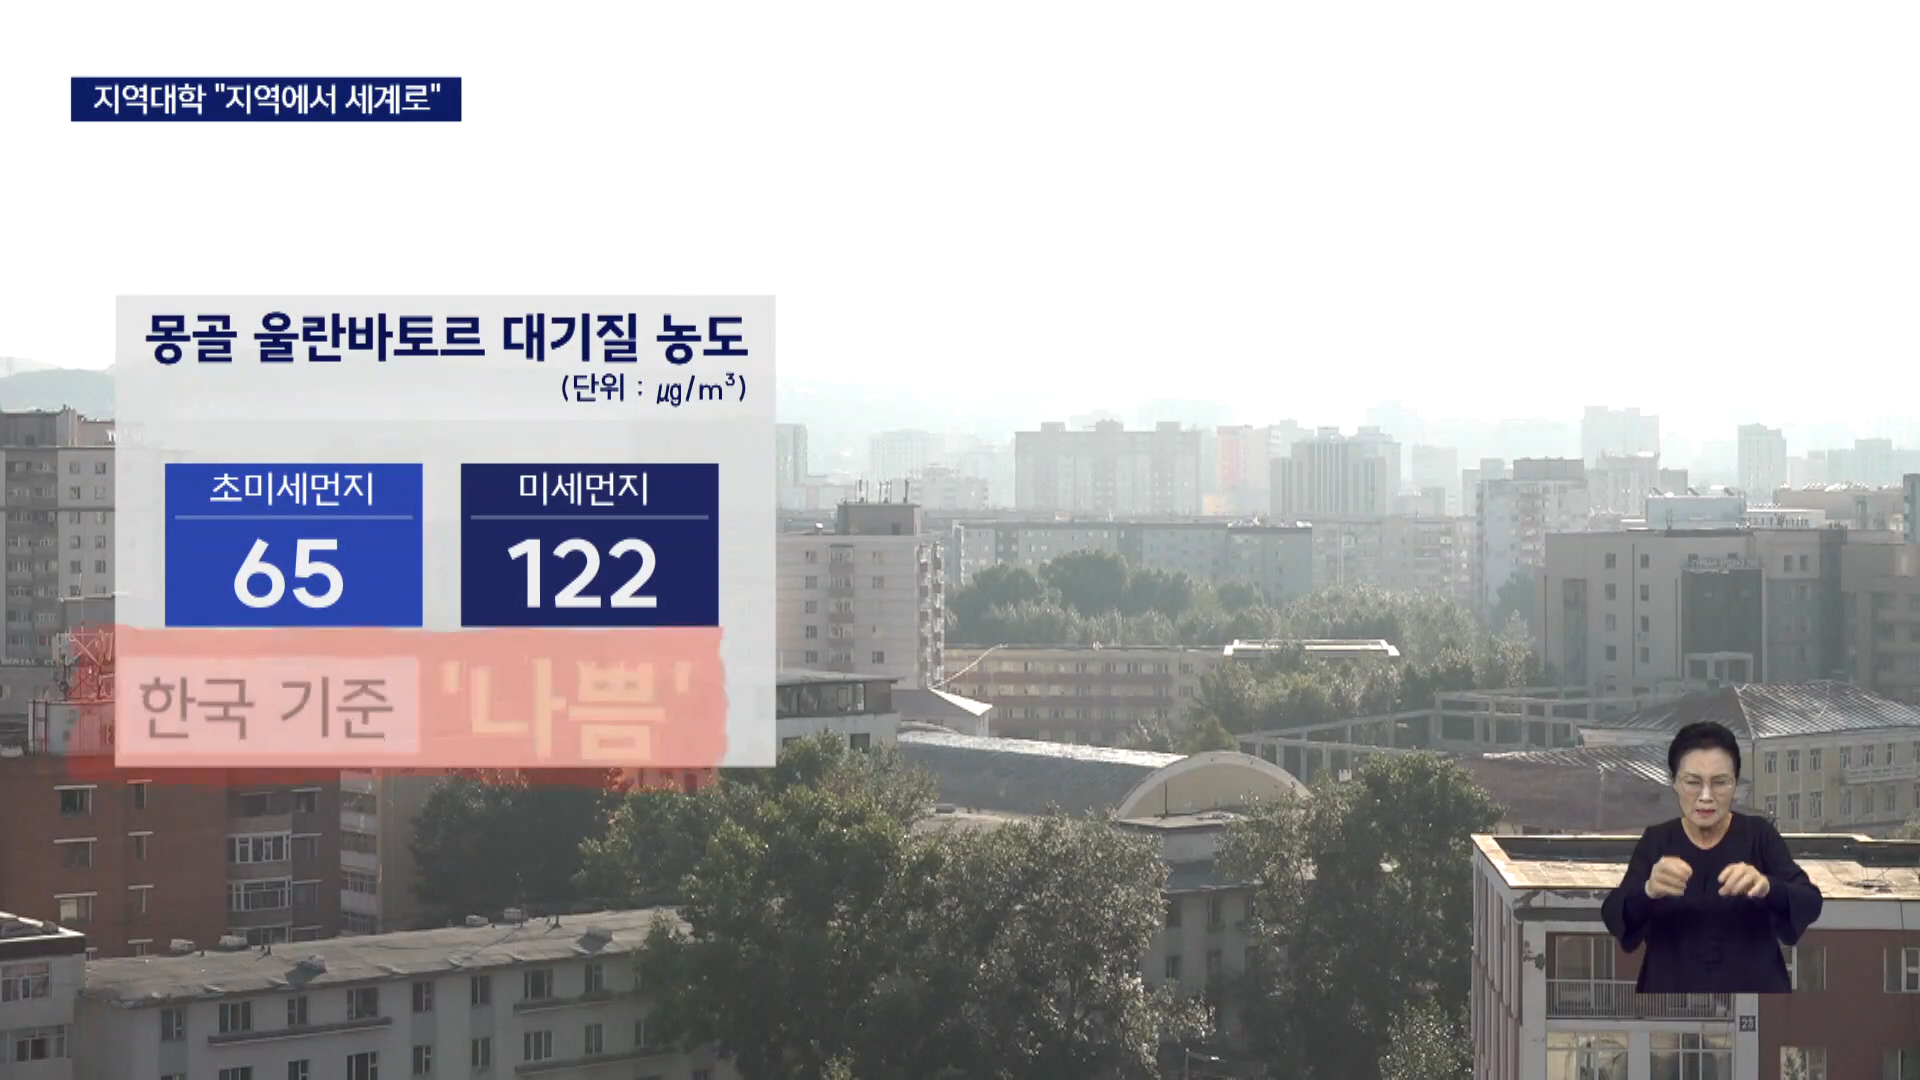 지역대학 "지역에서 세계로"
몽골 울란바토르 대기질 농도
(단위 : ㎍/m³)
초미세먼지 미세먼지
65 122
한국 기준 '나쁨'
23